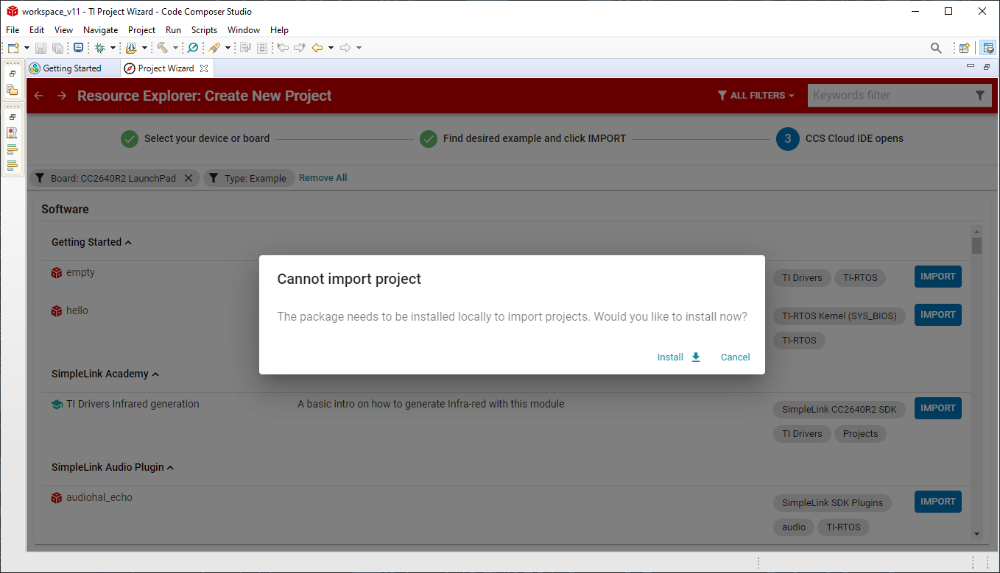 workspace_v11 - TI Project Wizard - Code Composer Studio
File Edit View Navigate Project Run Scripts Window Help
Getting Started Project Wizard
Resource Explorer: Create New Project ALL FILTERS Keywords filter
Select your device or board Find desired example and click IMPORT 3 CCS Cloud IDE opens
Board: CC2640R2 LaunchPad Type: Example Remove All
Software
Getting Started
empty TI Drivers TI-RTOS IMPORT
hello TI-RTOS Kernel (SYS_BIOS) IMPORT
TI-RTOS
Cannot import project
The package needs to be installed locally to import projects. Would you like to install now?
Install Cancel
SimpleLink Academy
TI Drivers Infrared generation A basic intro on how to generate Infra-red with this module SimpleLink CC2640R2 SDK IMPORT
TI Drivers Projects
SimpleLink Audio Plugin
audiohal_echo SimpleLink SDK Plugins IMPORT
audio TI-RTOS